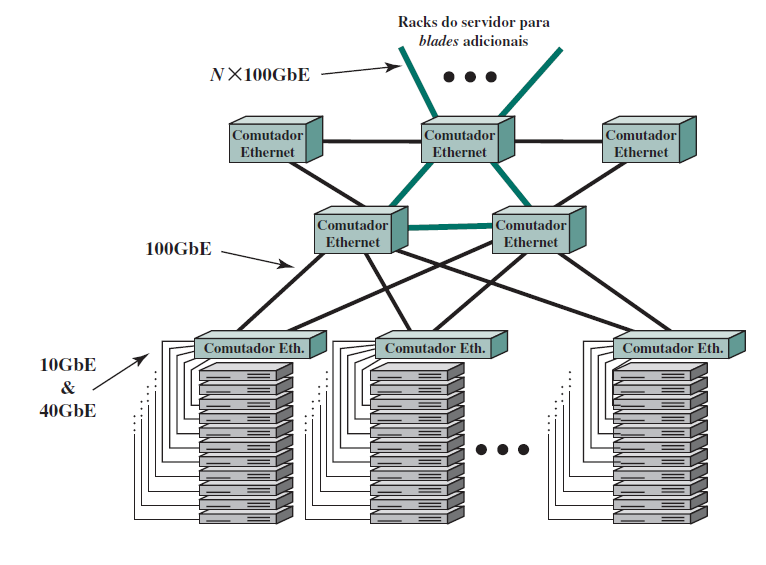 Racks do servidor para
blades adicionais
N×100GbE
Comutador
Ethernet
Comutador
Ethernet
Comutador
Ethernet
Comutador
Ethernet
Comutador
Ethernet
100GbE
Comutador Eth.
Comutador Eth.
Comutador Eth.
10GbE
&
40GbE